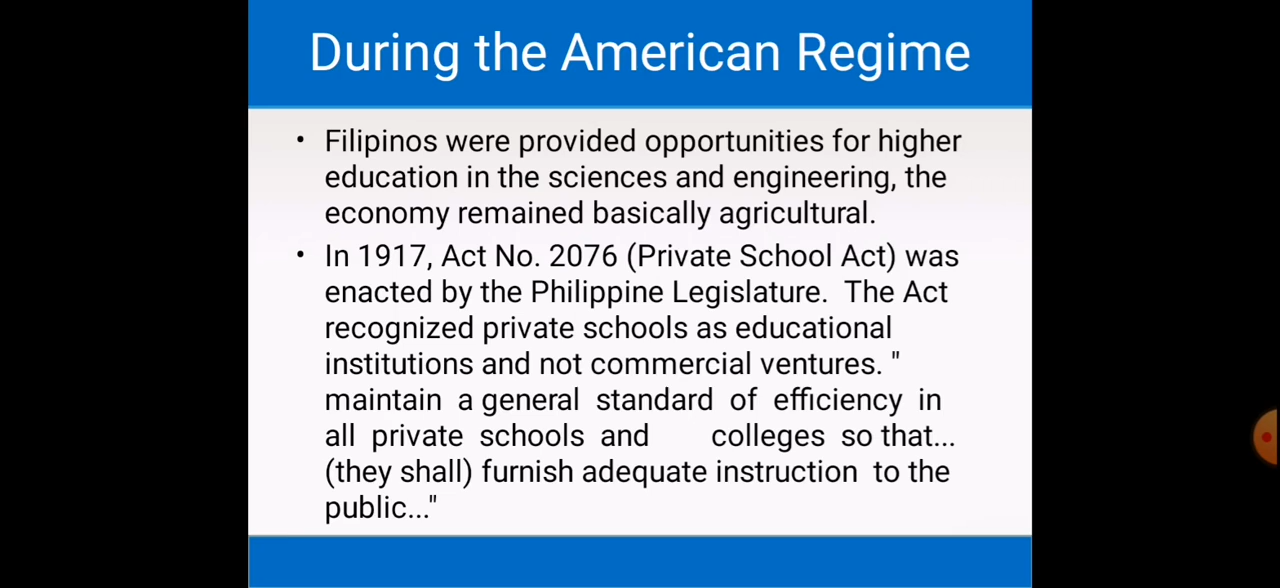 During the American Regime
• Filipinos were provided opportunities for higher
education in the sciences and engineering, the
economy remained basically agricultural.
• In 1917, Act No. 2076 (Private School Act) was
enacted by the Philippine Legislature.  The Act
recognized private schools as educational
institutions and not commercial ventures. "
maintain  a general  standard  of  efficiency  in
all  private  schools  and      colleges  so that...
(they shall) furnish adequate instruction  to the
public..."